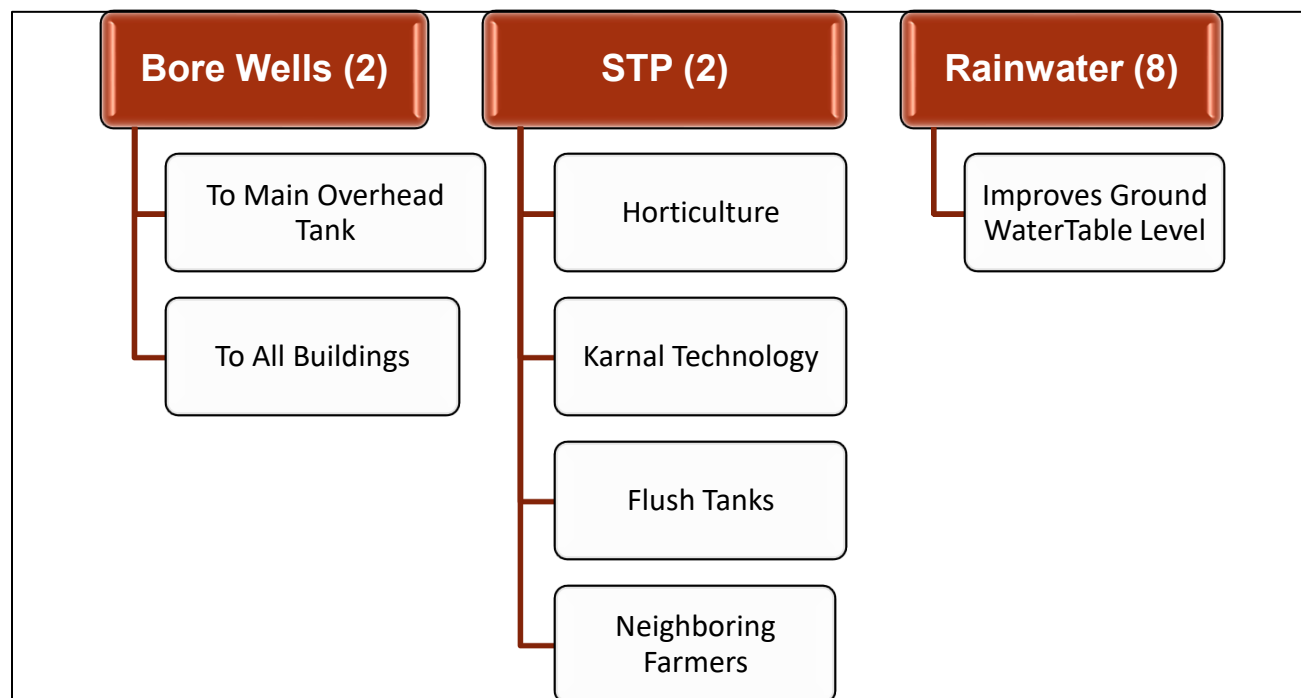 Bore Wells (2)
To Main Overhead
Tank
To All Buildings
STP (2)
Horticulture
Karnal Technology
Flush Tanks
Neighboring
Farmers
Rainwater (8)
Improves Ground
WaterTable Level